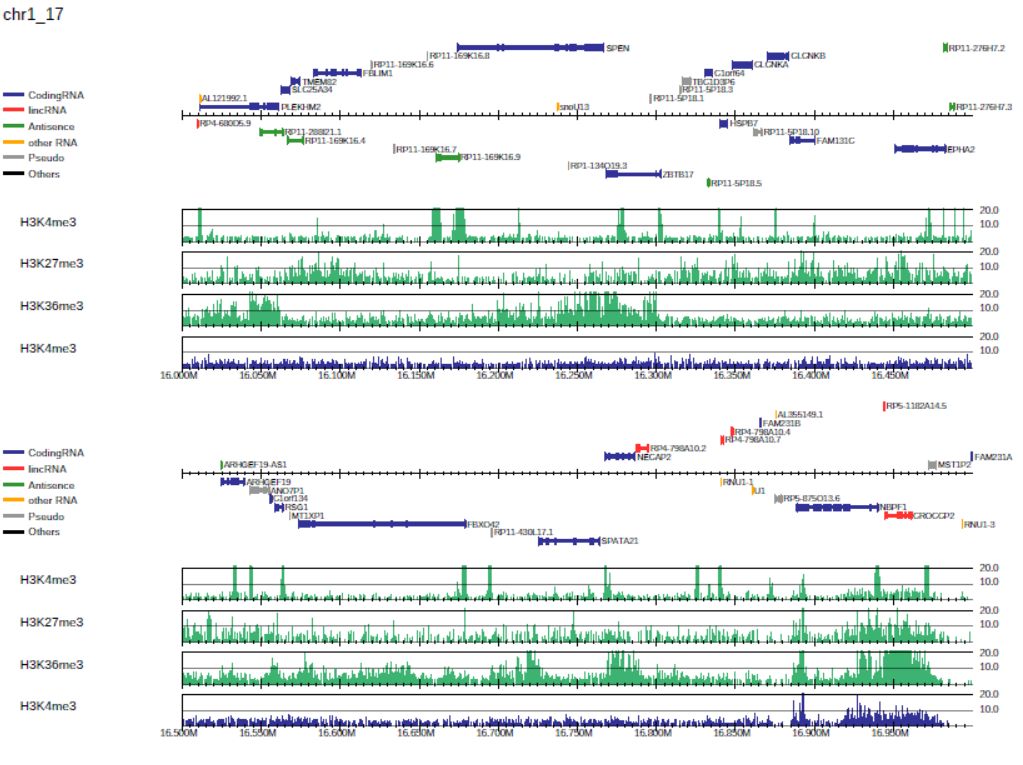 chr1_17
SPEN
RP11-276H7.2
RP11-169K16.8
CLCNKB
RP11-169K16.6
CLCNKA
FBLIM1
C1orf64
TMEM82
TBC1D3P6
SLC25A34
RP11-5P18.3
CodingRNA
AL121992.1
RP11-5P18.1
lincRNA
PLEKHM2
snoU13
RP11-276H7.3
Antisence
RP4-680D5.9
HSPB7
RP11-288I21.1
RP11-5P18.10
other RNA
RP11-169K16.4
FAM131C
Pseudo
RP11-169K16.7
EPHA2
RP11-169K16.9
Others
RP1-134O19.3
ZBTB17
RP11-5P18.5
H3K4me3
20.0
10.0
H3K27me3
20.0
10.0
H3K36me3
20.0
10.0
H3K4me3
20.0
10.0
16.000M 16.050M 16.100M 16.150M 16.200M 16.250M 16.300M 16.350M 16.400M 16.450M
RP5-1182A14.5
AL355149.1
FAM231B
RP4-798A10.4
RP4-798A10.7
RP4-798A10.2
CodingRNA
NECAP2
FAM231A
lincRNA
ARHGEF19-AS1
MST1P2
Antisence
ARHGEF19
RNU1-1
ANO7P1
U1
other RNA
C1orf134
RP5-875O13.6
RSG1
NBPF1
Pseudo
MT1XP1
CROCCP2
FBXO42
RNU1-3
Others
RP11-430L17.1
SPATA21
H3K4me3
20.0
10.0
H3K27me3
20.0
10.0
H3K36me3
20.0
10.0
H3K4me3
20.0
10.0
16.500M 16.550M 16.600M 16.650M 16.700M 16.750M 16.800M 16.850M 16.900M 16.950M